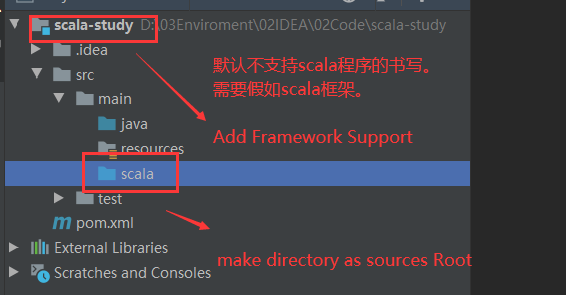 scala-study D:\03Enviroment\02IDEA\02Code\scala-study
.idea
src
main
java
resources
scala
test
pom.xml
External Libraries
Scratches and Consoles
默认不支持scala程序的书写。
需要假如scala框架。
Add Framework Support
make directory as sources Root